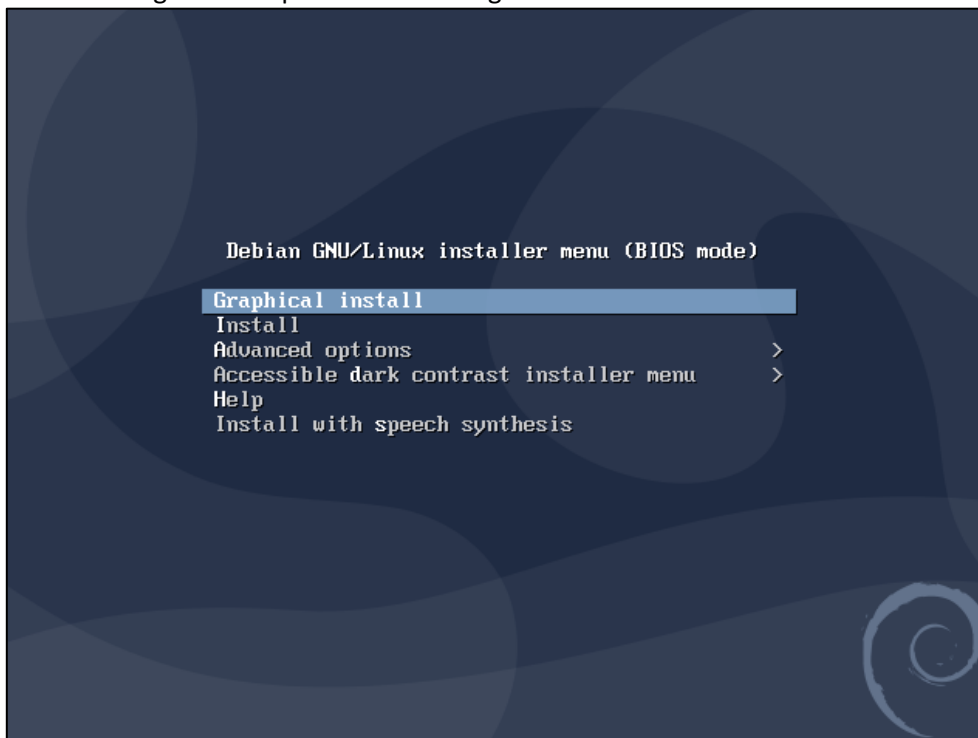 Debian GNU/Linux installer menu (BIOS mode)
Graphical install
Install
Advanced options >
Accessible dark contrast installer menu >
Help
Install with speech synthesis